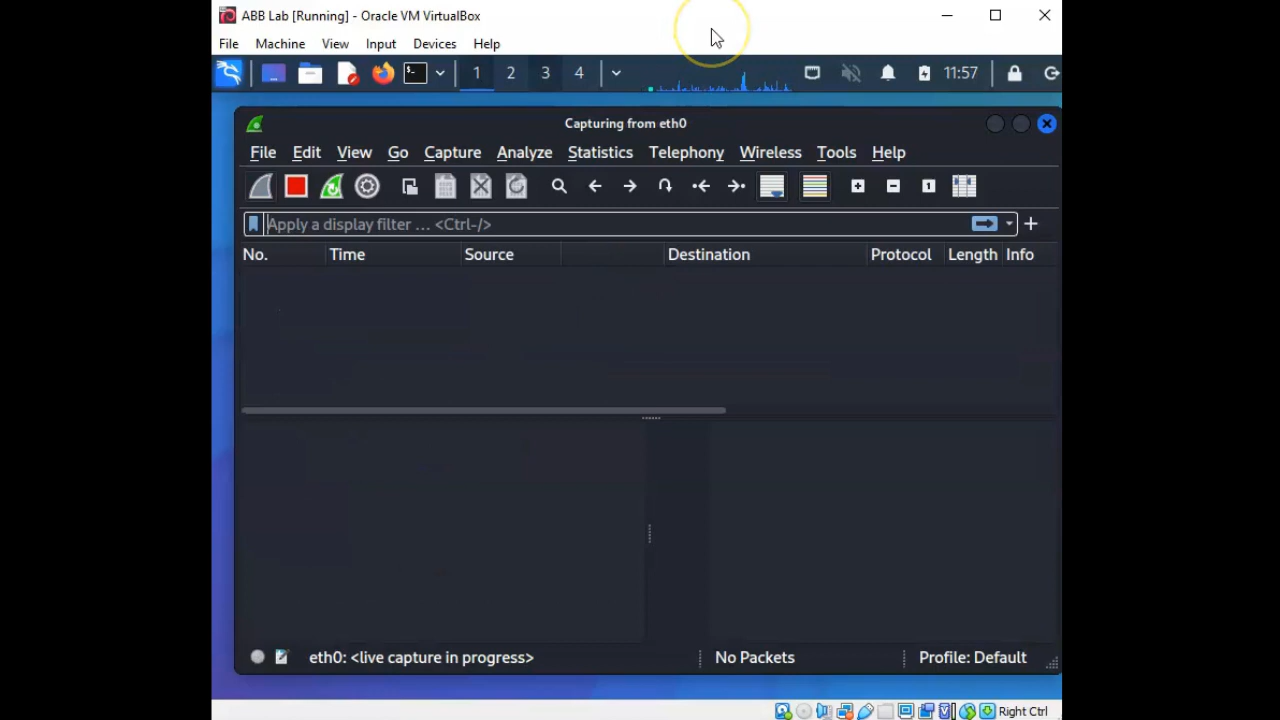 ABB Lab [Running] - Oracle VM VirtualBox
File Machine View Input Devices Help
1 2 3 4 11:57
Capturing from eth0
File Edit View Go Capture Analyze Statistics Telephony Wireless Tools Help
Apply a display filter ... <Ctrl-/>
No. Time Source Destination Protocol Length Info
eth0: <live capture in progress> No Packets Profile: Default
Right Ctrl